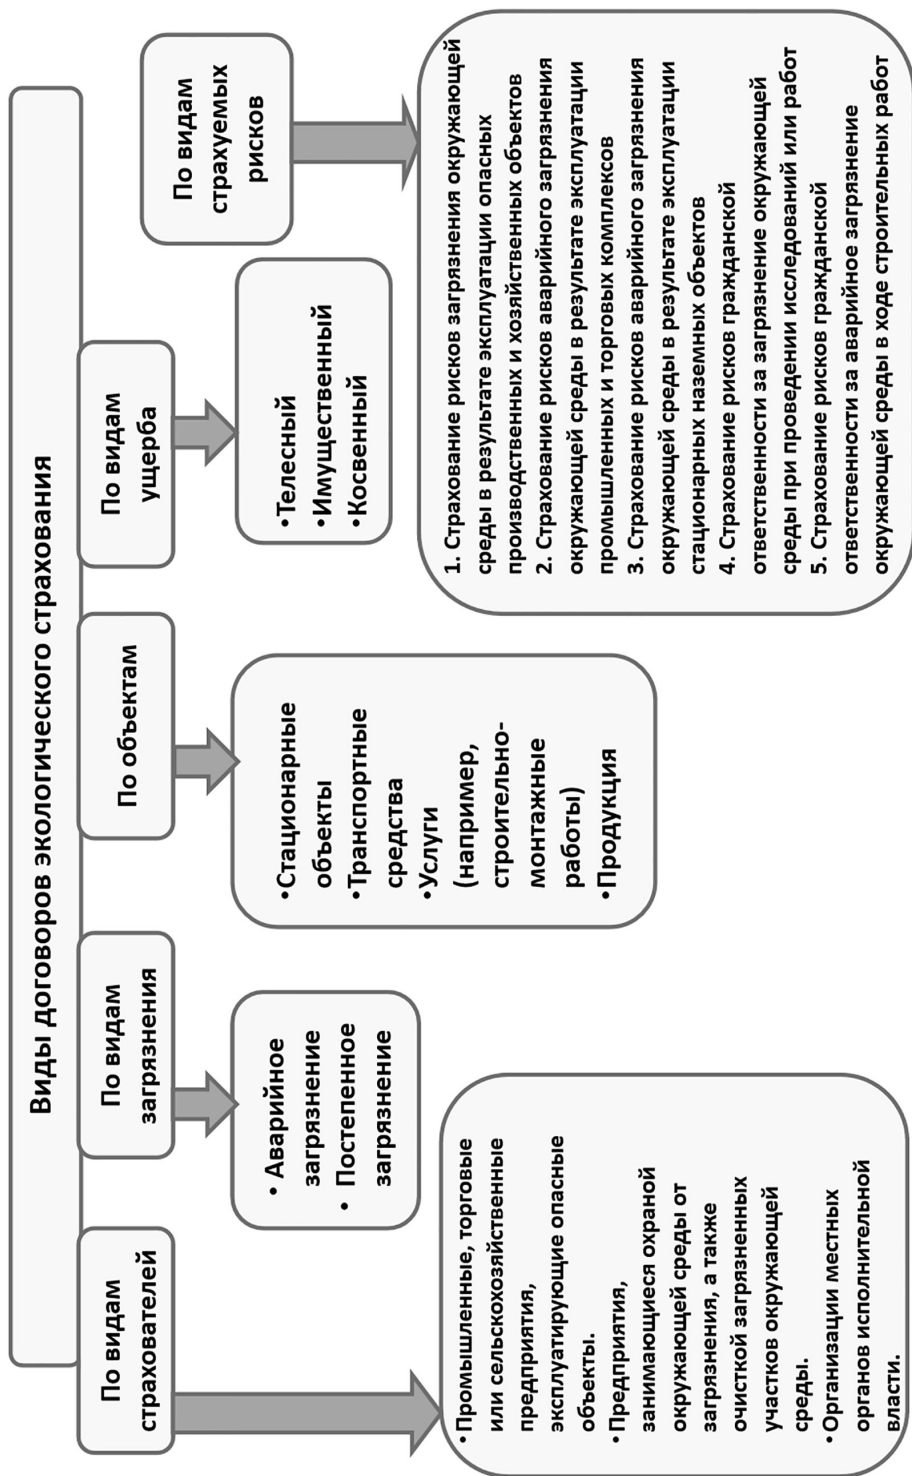 Виды договоров экологического страхования
По видам
страхователей
• Промышленные, торговые
или сельскохозяйственные
предприятия,
эксплуатирующие опасные
объекты.
• Предприятия,
занимающиеся охраной
окружающей среды от
загрязнения, а также
очисткой загрязненных
участков окружающей
среды.
• Организации местных
органов исполнительной
власти.
По видам
загрязнения
• Аварийное
загрязнение
• Постепенное
загрязнение
По объектам
•Стационарные
объекты
•Транспортные
средства
•Услуги
(например,
строительно-
монтажные
работы)
•Продукция
По видам
ущерба
•Телесный
•Имущественный
•Косвенный
По видам
страхуемых
рисков
1. Страхование рисков загрязнения окружающей
среды в результате эксплуатации опасных
производственных и хозяйственных объектов
2. Страхование рисков аварийного загрязнения
окружающей среды в результате эксплуатации
промышленных и торговых комплексов
3. Страхование рисков аварийного загрязнения
окружающей среды в результате эксплуатации
стационарных наземных объектов
4. Страхование рисков гражданской
ответственности за загрязнение окружающей
среды при проведении исследований или работ
5. Страхование рисков гражданской
ответственности за аварийное загрязнение
окружающей среды в ходе строительных работ